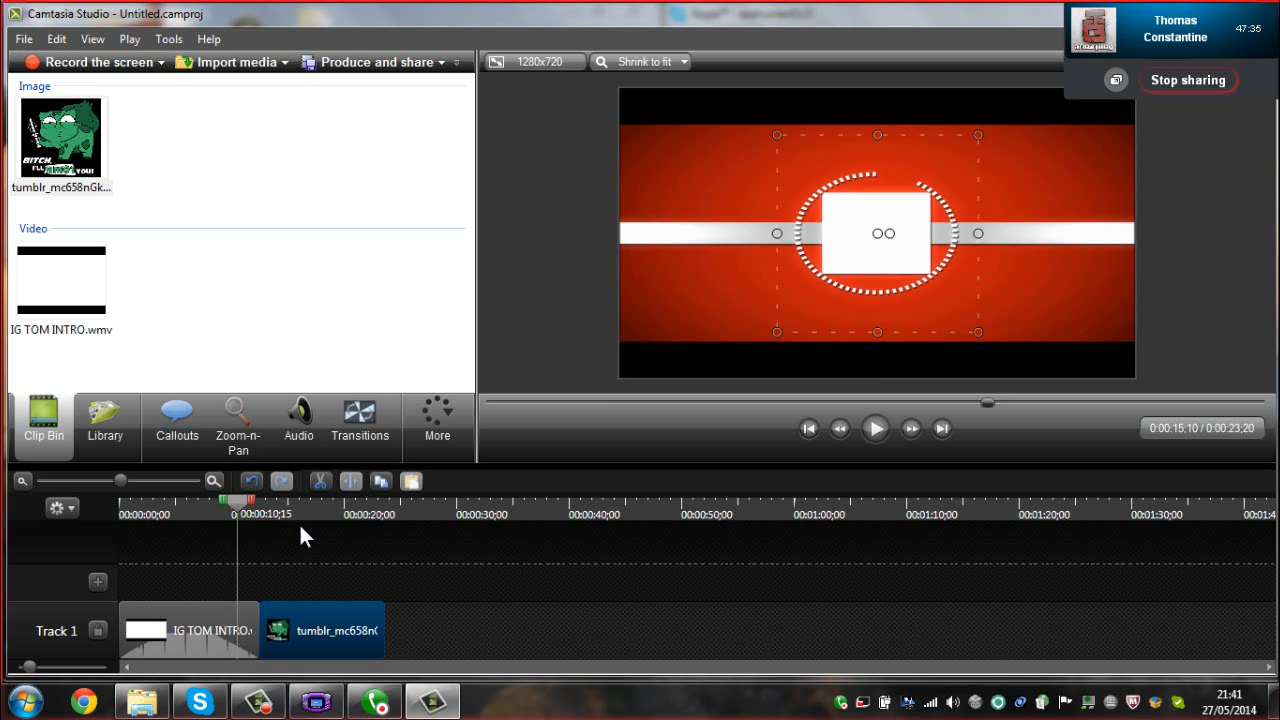 Camtasia Studio - Untitled.camproj
File Edit View Play Tools Help
Record the screen Import media Produce and share
1280x720 Shrink to fit
Thomas
Constantine
47:35
Stop sharing
Image
BITCH,
I'LL YOU!
tumblr_mc658nGk...
Video
IG TOM INTRO.wmv
Clip Bin Library Callouts Zoom-n-
Pan Audio Transitions More
0:00:15;10 / 0:00:23;20
00:00:00;00 00:00:10;15 00:00:20;00 00:00:30;00 00:00:40;00 00:00:50;00 00:01:00;00 00:01:10;00 00:01:20;00 00:01:30;00 00:01:4
Track 1 IG TOM INTRO. tumblr_mc658n
21:41
27/05/2014